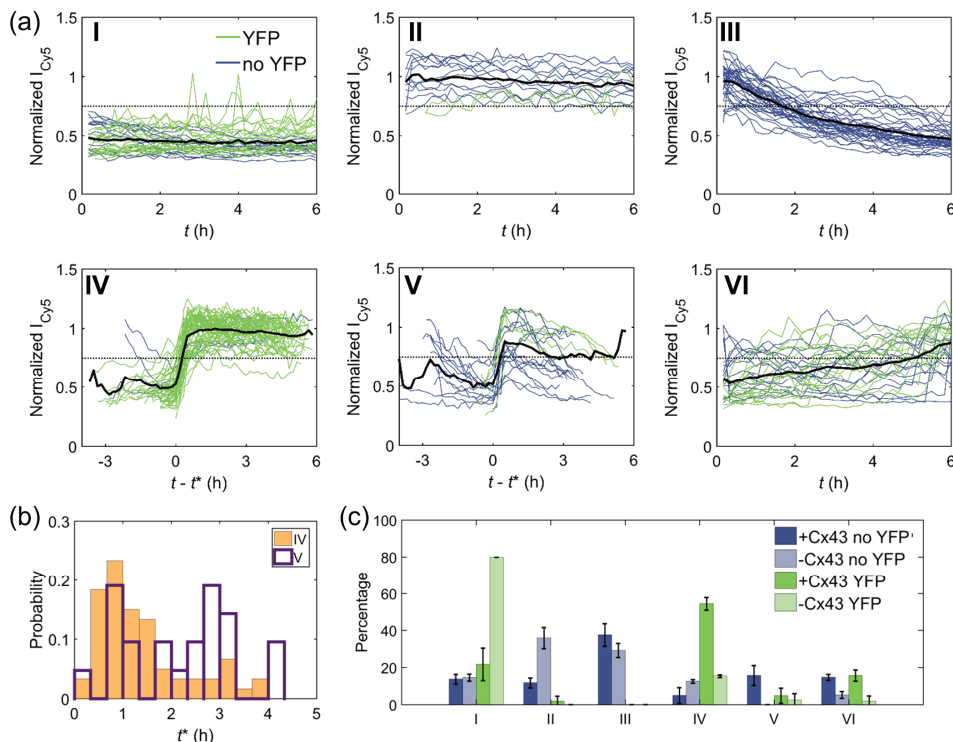 (a)
I
YFP
no YFP
1.5
1
0.5
0
Normalized I_Cy5
0 2 4 6
t (h)
II
1.5
1
0.5
0
Normalized I_Cy5
0 2 4 6
t (h)
III
1.5
1
0.5
0
Normalized I_Cy5
0 2 4 6
t (h)
IV
1.5
1
0.5
0
Normalized I_Cy5
-3 0 3 6
t - t* (h)
V
1.5
1
0.5
0
Normalized I_Cy5
-3 0 3 6
t - t* (h)
VI
1.5
1
0.5
0
Normalized I_Cy5
0 2 4 6
t (h)
(b)
0.3
0.2
0.1
0
Probability
IV
V
0 1 2 3 4 5
t* (h)
(c)
100
80
60
40
20
0
Percentage
+Cx43 no YFP
-Cx43 no YFP
+Cx43 YFP
-Cx43 YFP
I II III IV V VI